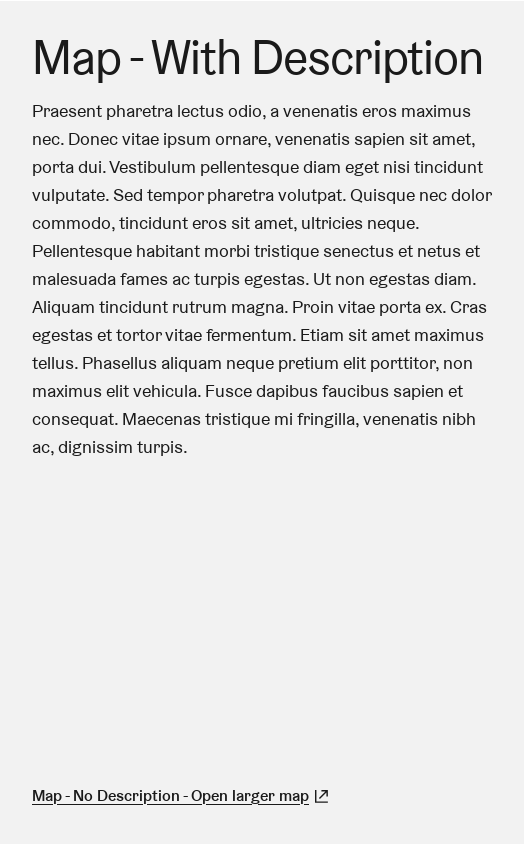 Map - With Description
Praesent pharetra lectus odio, a venenatis eros maximus
nec. Donec vitae ipsum ornare, venenatis sapien sit amet,
porta dui. Vestibulum pellentesque diam eget nisi tincidunt
vulputate. Sed tempor pharetra volutpat. Quisque nec dolor
commodo, tincidunt eros sit amet, ultricies neque.
Pellentesque habitant morbi tristique senectus et netus et
malesuada fames ac turpis egestas. Ut non egestas diam.
Aliquam tincidunt rutrum magna. Proin vitae porta ex. Cras
egestas et tortor vitae fermentum. Etiam sit amet maximus
tellus. Phasellus aliquam neque pretium elit porttitor, non
maximus elit vehicula. Fusce dapibus faucibus sapien et
consequat. Maecenas tristique mi fringilla, venenatis nibh
ac, dignissim turpis.
Map - No Description - Open larger map